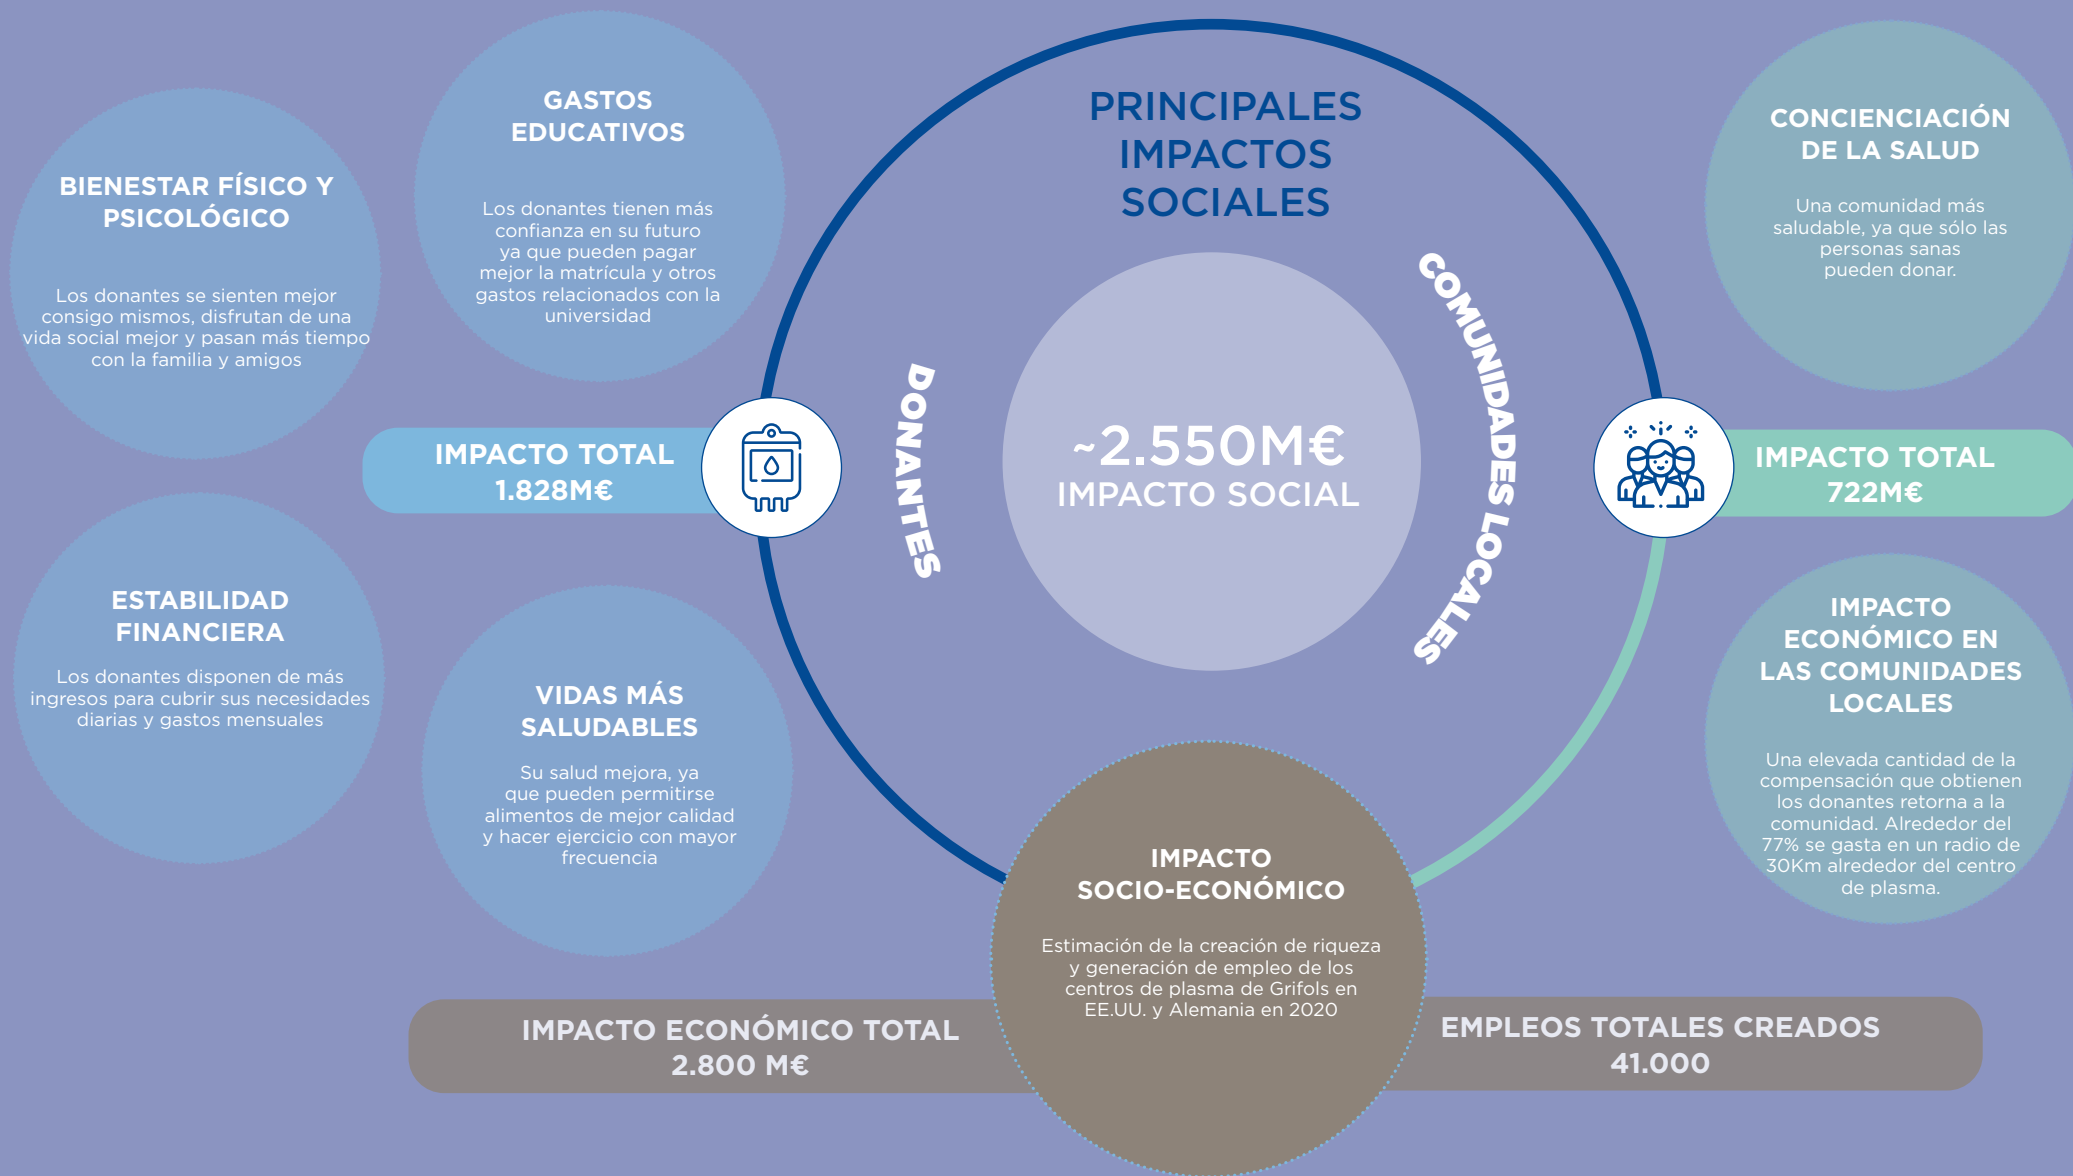 PRINCIPALES
IMPACTOS
SOCIALES
~2.550M€
IMPACTO SOCIAL
DONANTES
COMUNIDADES LOCALES
BIENESTAR FÍSICO Y
PSICOLÓGICO
Los donantes se sienten mejor
consigo mismos, disfrutan de una
vida social mejor y pasan más tiempo
con la familia y amigos
GASTOS
EDUCATIVOS
Los donantes tienen más
confianza en su futuro
ya que pueden pagar
mejor la matrícula y otros
gastos relacionados con la
universidad
IMPACTO TOTAL
1.828M€
ESTABILIDAD
FINANCIERA
Los donantes disponen de más
ingresos para cubrir sus necesidades
diarias y gastos mensuales
VIDAS MÁS
SALUDABLES
Su salud mejora, ya
que pueden permitirse
alimentos de mejor calidad
y hacer ejercicio con mayor
frecuencia
CONCIENCIACIÓN
DE LA SALUD
Una comunidad más
saludable, ya que sólo las
personas sanas
pueden donar.
IMPACTO TOTAL
722M€
IMPACTO
ECONÓMICO EN
LAS COMUNIDADES
LOCALES
Una elevada cantidad de la
compensación que obtienen
los donantes retorna a la
comunidad. Alrededor del
77% se gasta en un radio de
30Km alrededor del centro
de plasma.
IMPACTO
SOCIO-ECONÓMICO
Estimación de la creación de riqueza
y generación de empleo de los
centros de plasma de Grifols en
EE.UU. y Alemania en 2020
IMPACTO ECONÓMICO TOTAL
2.800 M€
EMPLEOS TOTALES CREADOS
41.000